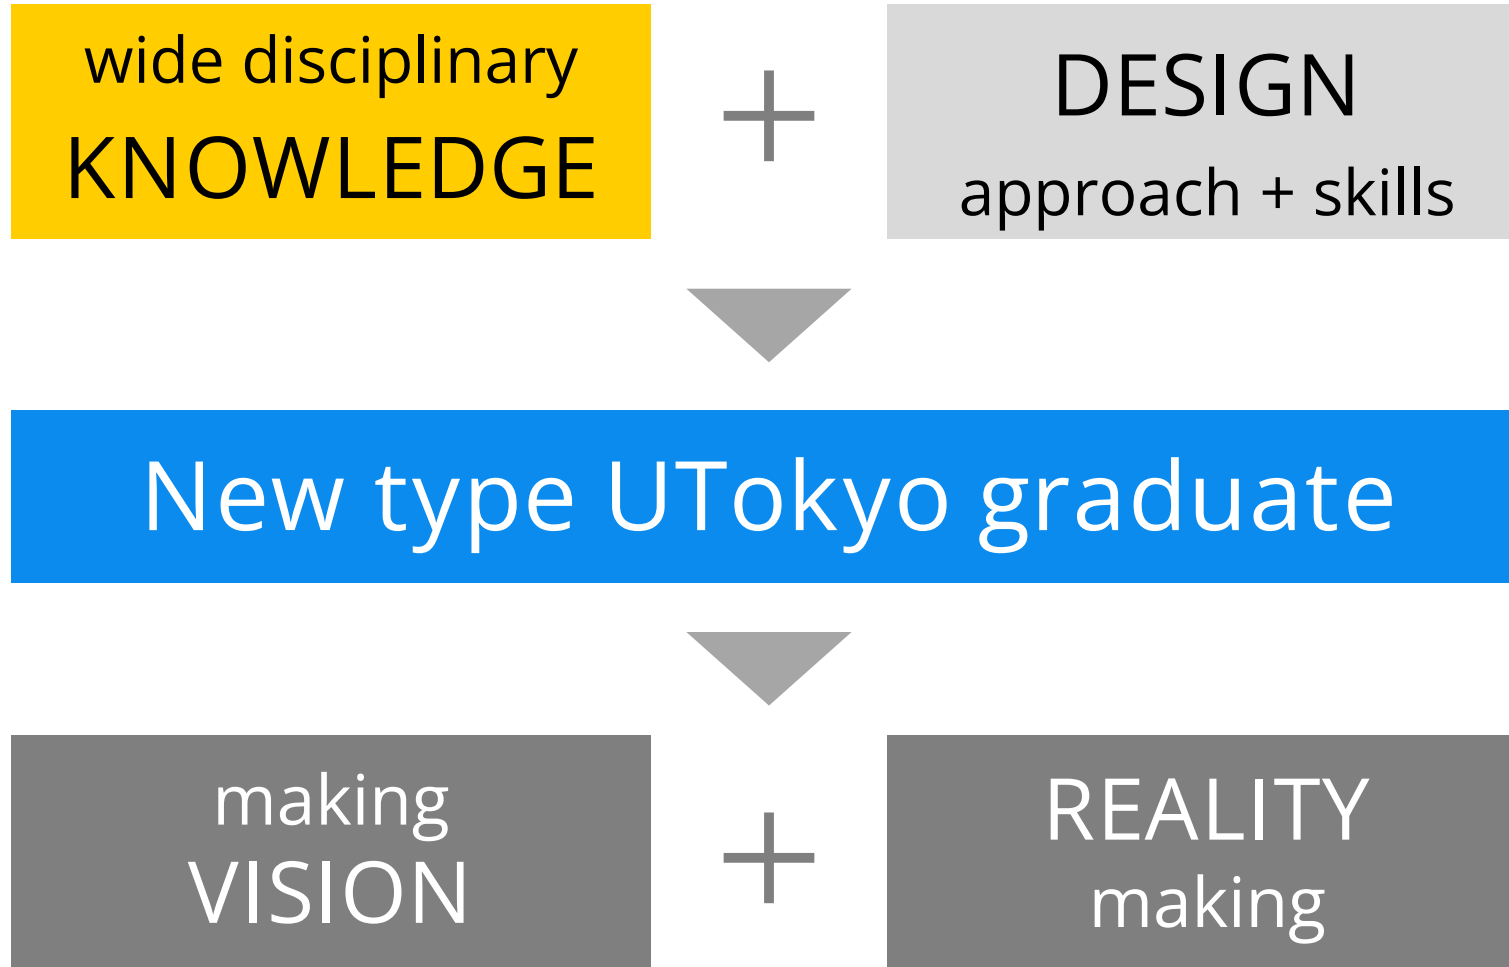 wide disciplinary
KNOWLEDGE
+
DESIGN
approach + skills
New type UTokyo graduate
making
VISION
+
REALITY
making